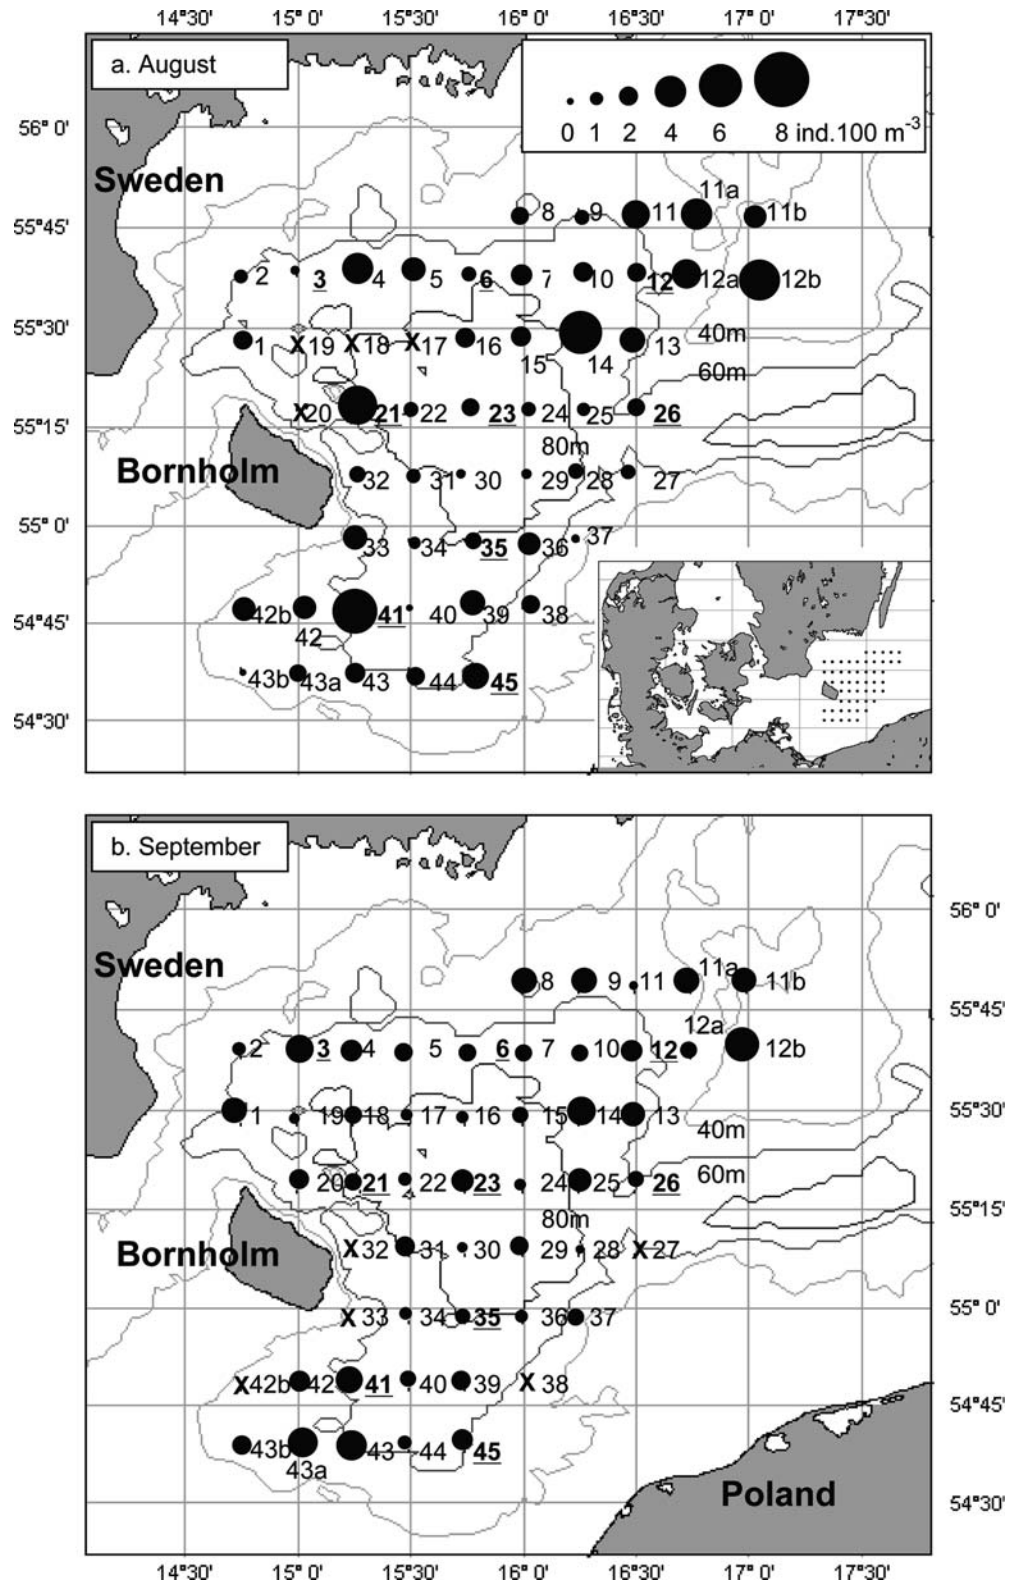 14°30' 15° 0' 15°30' 16° 0' 16°30' 17° 0' 17°30'
a. August
0 1 2 4 6 8 ind.100 m-3
56° 0'
Sweden
11a
8 9 11 11b
55°45'
2 3 4 5 6 7 10 12 12a 12b
55°30'
40m
1 X 19 X 18 X 17 16 15 14 13
60m
X 20 21 22 23 24 25 26
55°15'
80m
Bornholm
32 31 30 29 28 27
55° 0'
33 34 35 36 37
42b 42 41 40 39 38
54°45'
43b 43a 43 44 45
54°30'
b. September
56° 0'
Sweden
11a
8 9 11 11b
55°45'
12a
2 3 4 5 6 7 10 12 12b
55°30'
1 19 18 17 16 15 14 13
40m
60m
20 21 22 23 24 25 26
55°15'
80m
Bornholm
X 32 31 30 29 28 X 27
55° 0'
X 33 34 35 36 37
X 42b 42 41 40 39 X 38
54°45'
43b 43a 43 44 45
Poland
54°30'
14°30' 15° 0' 15°30' 16° 0' 16°30' 17° 0' 17°30'